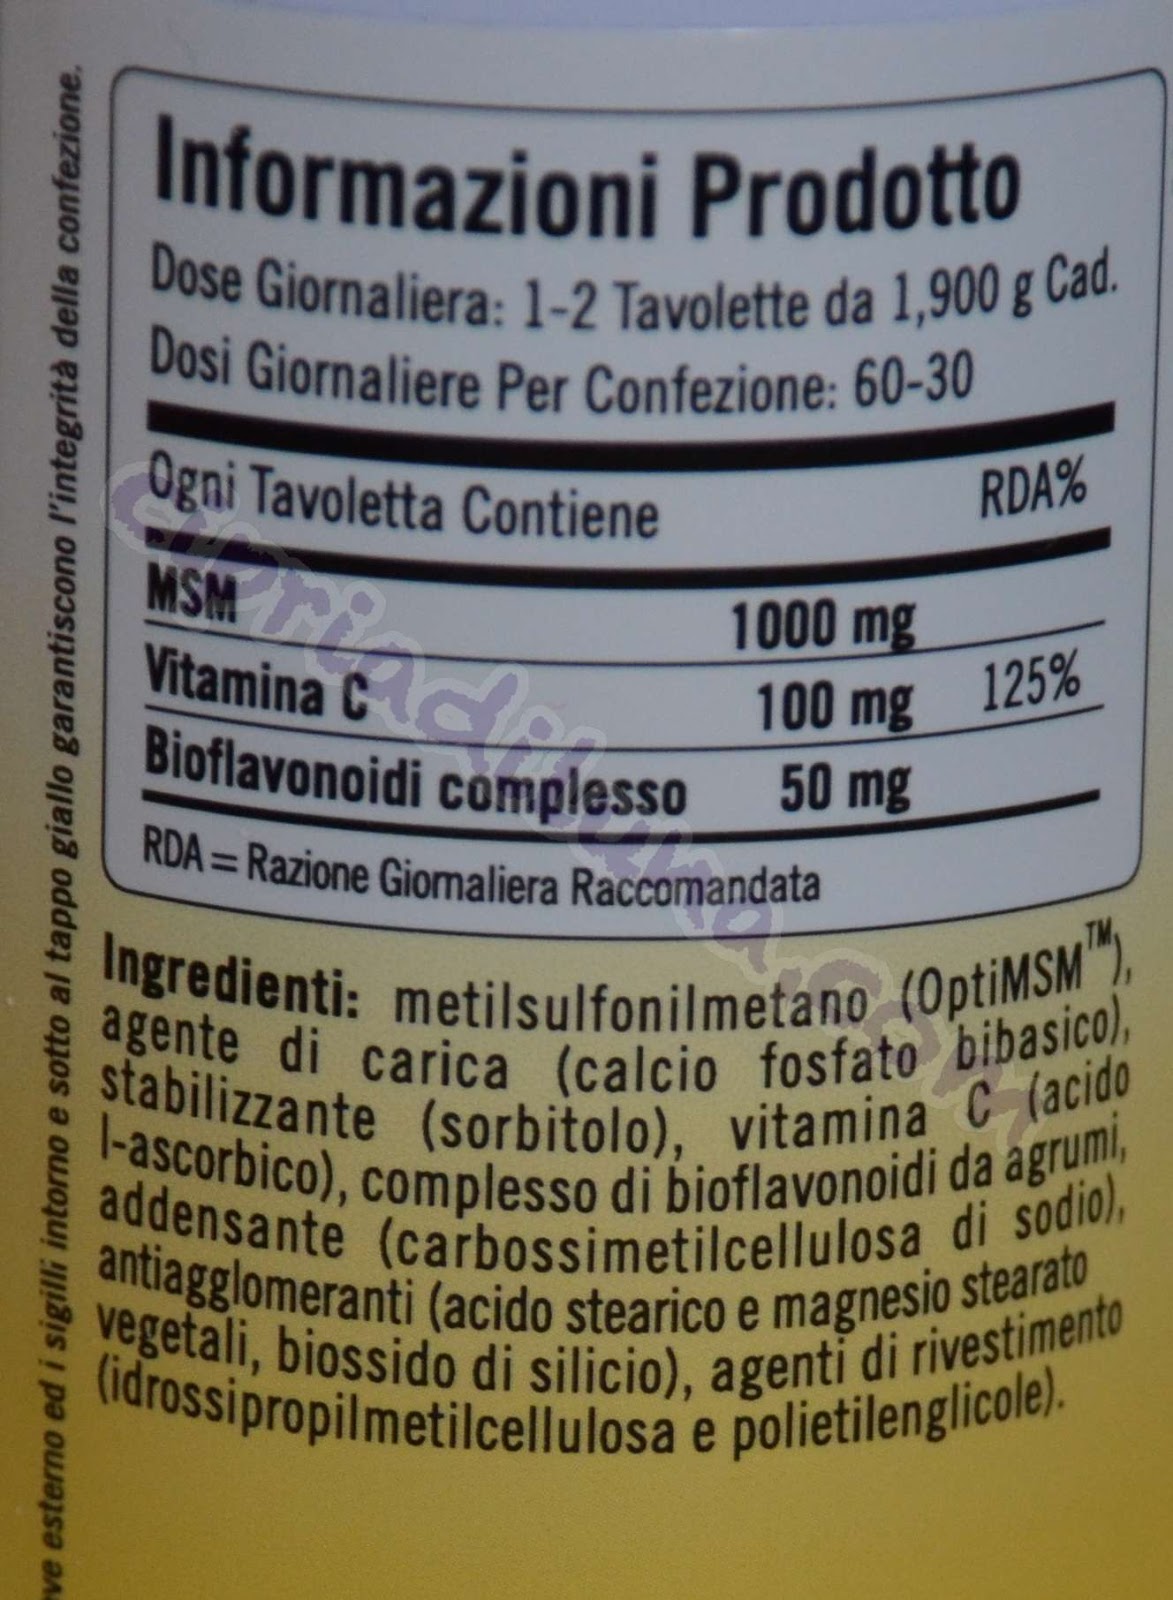 Informazioni Prodotto
Dose Giornaliera: 1-2 Tavolette da 1,900 g Cad.
Dosi Giornaliere Per Confezione: 60-30
Ogni Tavoletta Contiene RDA%
MSM 1000 mg
Vitamina C 100 mg 125%
Bioflavonoidi complesso 50 mg
RDA = Razione Giornaliera Raccomandata
Ingredienti: metilsulfonilmetano (OptiMSM™),
agente di carica (calcio fosfato bibasico),
stabilizzante (sorbitolo), vitamina C (acido
l-ascorbico), complesso di bioflavonoidi da agrumi,
addensante (carbossimetilcellulosa di sodio),
antiagglomeranti (acido stearico e magnesio stearato
vegetali, biossido di silicio), agenti di rivestimento
(idrossipropilmetilcellulosa e polietilenglicole).
esterno ed i sigilli intorno e sotto al tappo giallo garantiscono l'integrità della confezione.
cipriadiluna.com